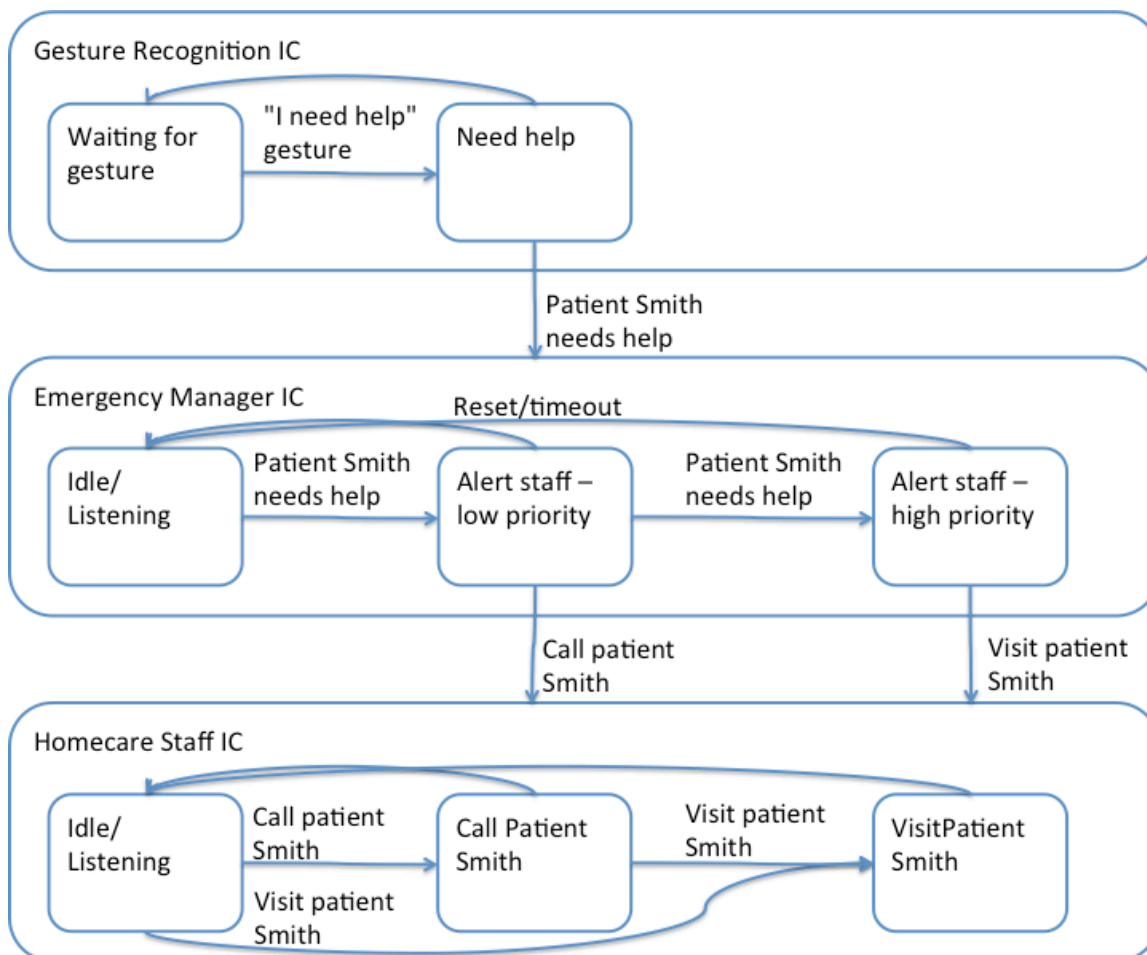 Gesture Recognition IC
Waiting for
gesture
"I need help"
gesture
Need help
Patient Smith
needs help
Emergency Manager IC
Reset/timeout
Idle/
Listening
Patient Smith
needs help
Alert staff –
low priority
Patient Smith
needs help
Alert staff –
high priority
Call patient
Smith
Visit patient
Smith
Homecare Staff IC
Idle/
Listening
Call patient
Smith
Visit patient
Smith
Call Patient
Smith
Visit patient
Smith
VisitPatient
Smith